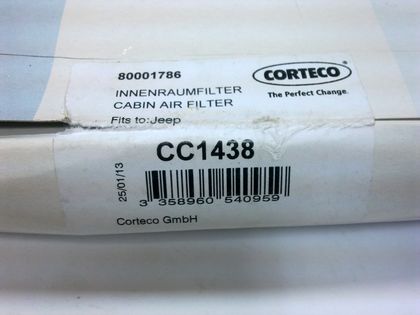 80001786
INNENRAUMFILTER
CABIN AIR FILTER
Fits to: Jeep
CORTECO
The Perfect Change.
CC1438
25/01/13
3 358960 540959
Corteco GmbH